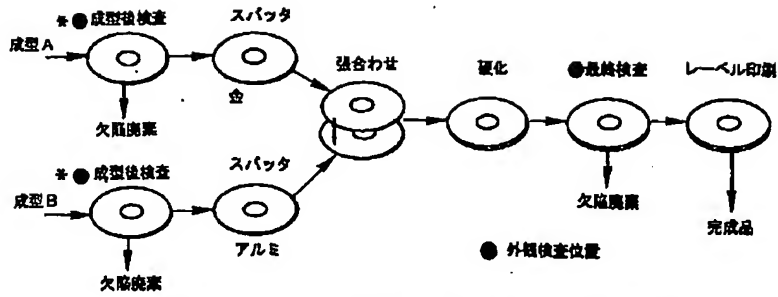 *●成型後検査
スパッタ
成型A
金
欠陥廃棄
張合わせ
硬化
●最終検査
レーベル印刷
*●成型後検査
スパッタ
成型B
アルミ
欠陥廃棄
欠陥廃棄
完成品
●外観検査位置